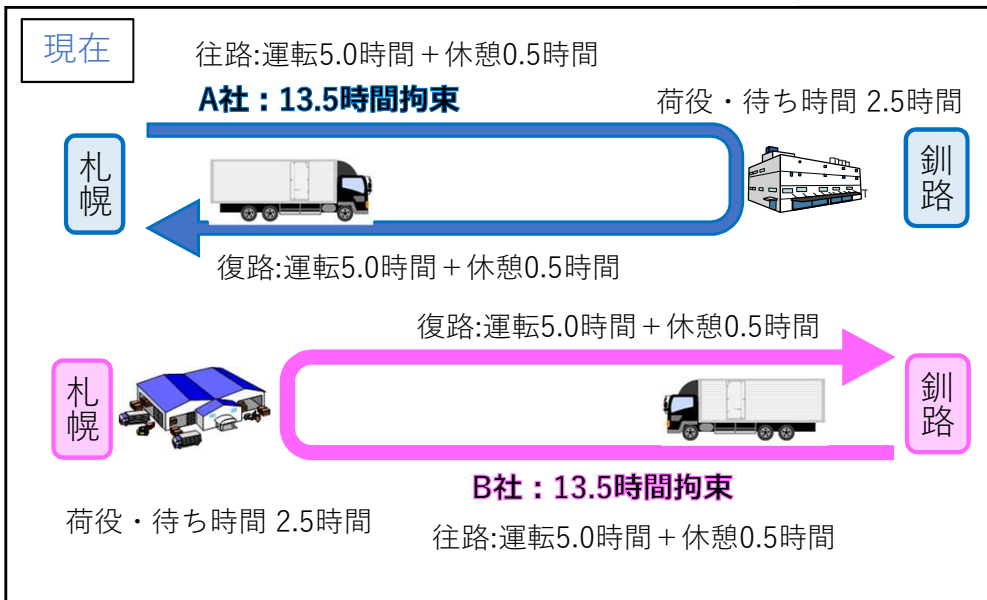 現在
往路:運転5.0時間＋休憩0.5時間
A社：13.5時間拘束
荷役・待ち時間 2.5時間
札幌
釧路
復路:運転5.0時間＋休憩0.5時間
復路:運転5.0時間＋休憩0.5時間
札幌
釧路
B社：13.5時間拘束
荷役・待ち時間 2.5時間
往路:運転5.0時間＋休憩0.5時間